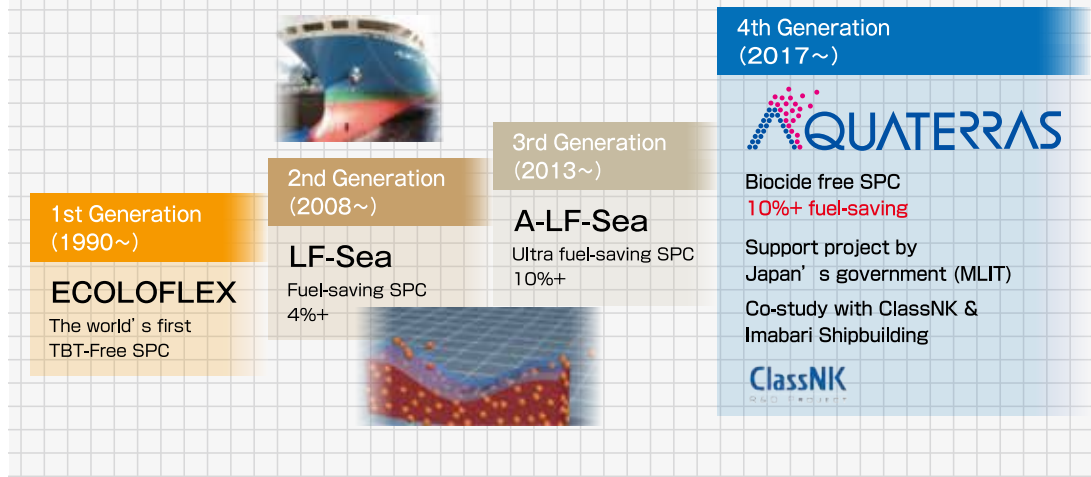 1st Generation
(1990~)
ECOLOFLEX
The world's first
TBT-Free SPC
2nd Generation
(2008~)
LF-Sea
Fuel-saving SPC
4%+
3rd Generation
(2013~)
A-LF-Sea
Ultra fuel-saving SPC
10%+
4th Generation
(2017~)
AQUATERRAS
Biocide free SPC
10%+ fuel-saving
Support project by
Japan's government (MLIT)
Co-study with ClassNK &
Imabari Shipbuilding
ClassNK